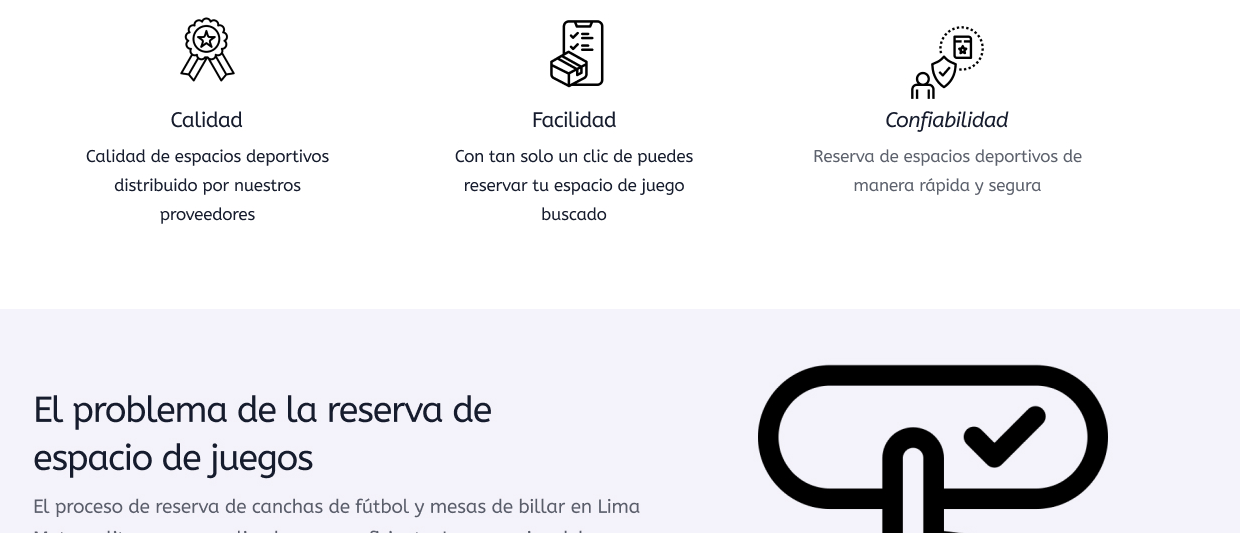 Calidad
Calidad de espacios deportivos
distribuido por nuestros
proveedores
Facilidad
Con tan solo un clic de puedes
reservar tu espacio de juego
buscado
Confiabilidad
Reserva de espacios deportivos de
manera rápida y segura
El problema de la reserva de
espacio de juegos
El proceso de reserva de canchas de fútbol y mesas de billar en Lima